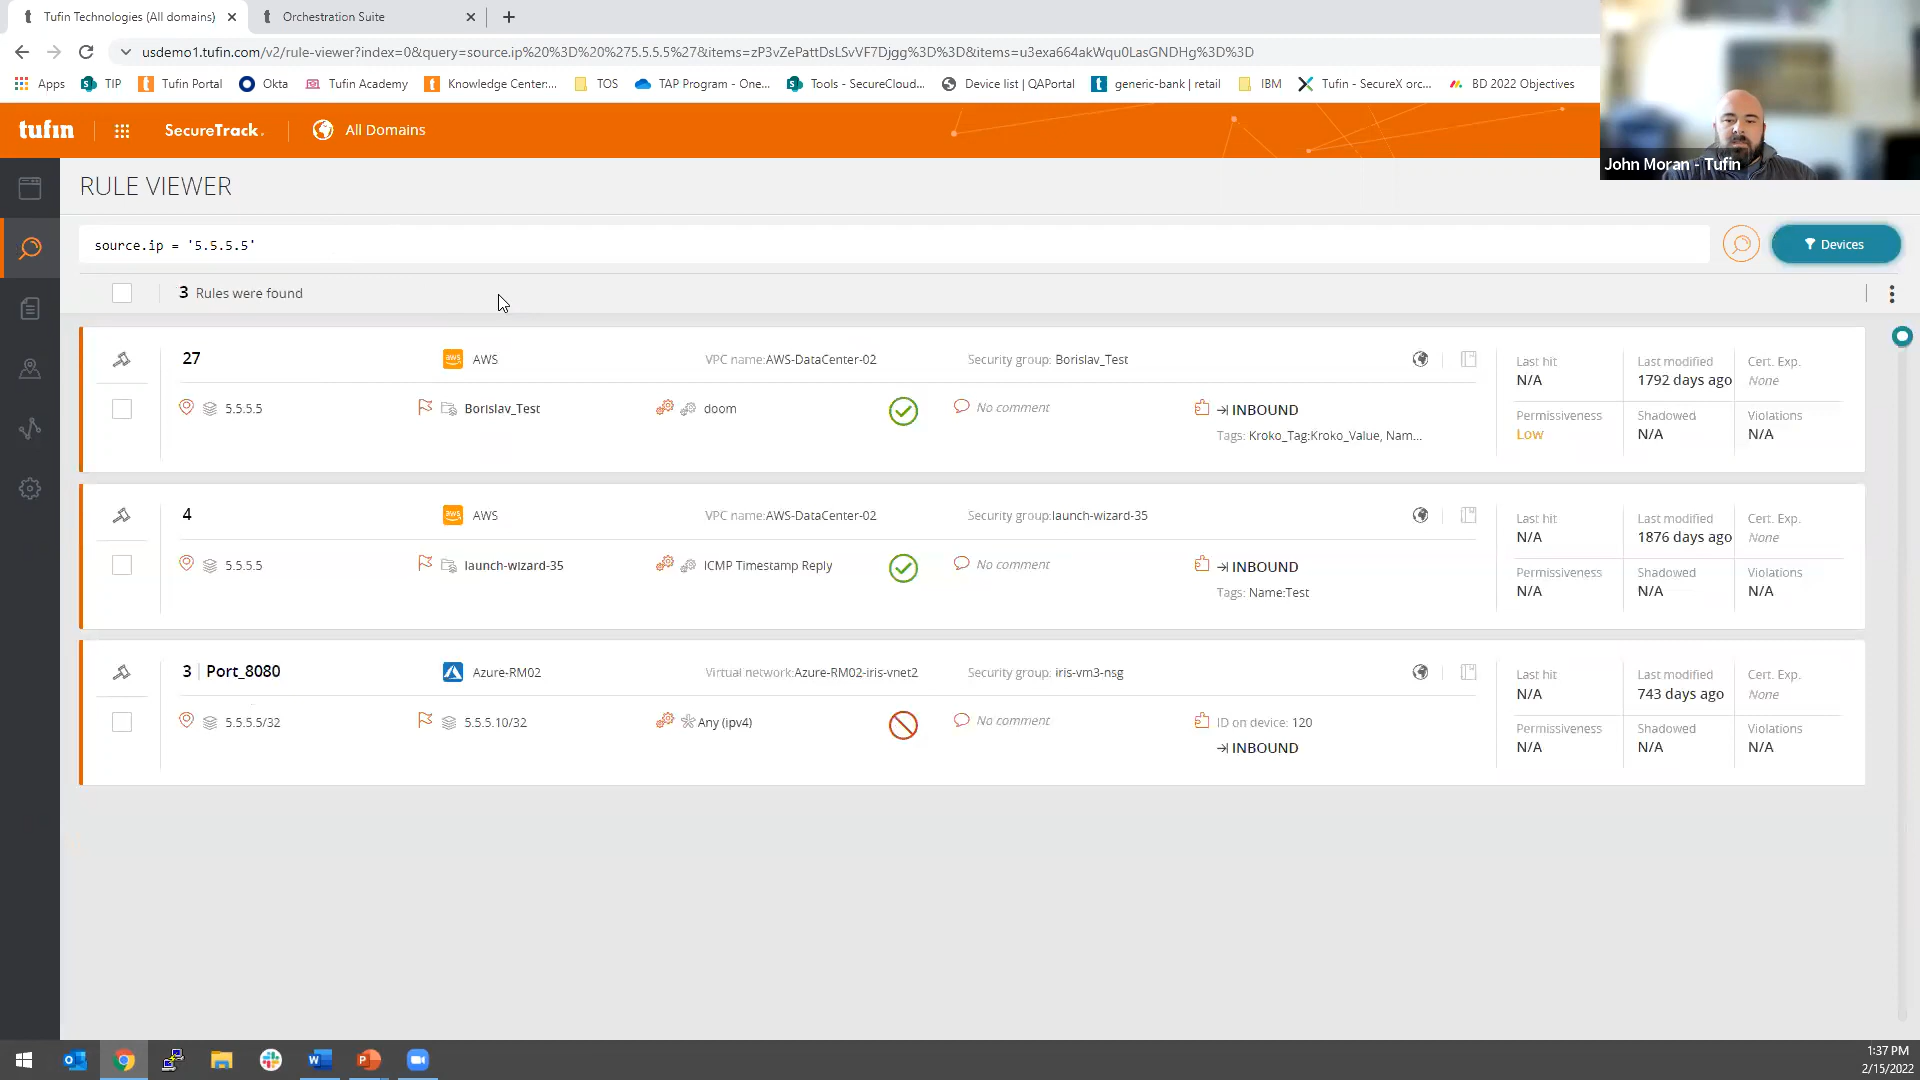 Tufin Technologies (All domains)
Orchestration Suite
usdemo1.tufin.com/v2/rule-viewer?index=0&query=source.ip%20%3D%20%275.5.5.5%27&items=zP3vZePattDsLSvVF7Djgg%3D%3D&items=u3exa664akWqu0LasGNDHg%3D%3D
Apps TIP Tufin Portal Okta Tufin Academy Knowledge Center:... TOS TAP Program - One... Tools - SecureCloud... Device list | QAPortal generic-bank | retail IBM Tufin - SecureX orc... BD 2022 Objectives
tufin SecureTrack. All Domains
John Moran - Tufin
RULE VIEWER
source.ip = '5.5.5.5'
Devices
3 Rules were found
27 AWS VPC name:AWS-DataCenter-02 Security group: Borislav_Test
Last hit Last modified Cert. Exp.
N/A 1792 days ago None
5.5.5.5 Borislav_Test doom No comment INBOUND
Permissiveness Shadowed Violations
Low N/A N/A
Tags: Kroko_Tag:Kroko_Value, Nam...
4 AWS VPC name:AWS-DataCenter-02 Security group:launch-wizard-35
Last hit Last modified Cert. Exp.
N/A 1876 days ago None
5.5.5.5 launch-wizard-35 ICMP Timestamp Reply No comment INBOUND
Permissiveness Shadowed Violations
N/A N/A N/A
Tags: Name:Test
3 Port_8080 Azure-RM02 Virtual network:Azure-RM02-iris-vnet2 Security group: iris-vm3-nsg
Last hit Last modified Cert. Exp.
N/A 743 days ago None
5.5.5.5/32 5.5.5.10/32 Any (ipv4) No comment ID on device: 120
Permissiveness Shadowed Violations
N/A N/A N/A
INBOUND
1:37 PM
2/15/2022